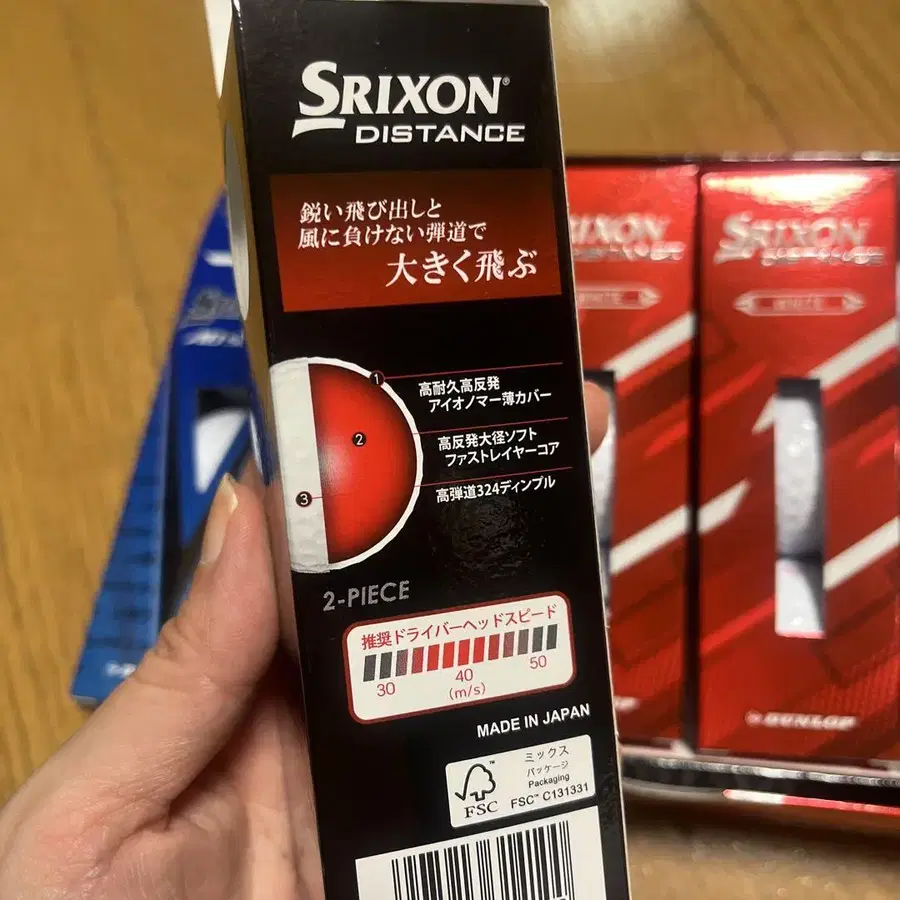 SRIXON
DISTANCE
鋭い飛び出しと
風に負けない弾道で
大きく飛ぶ
1
高耐久高反発
アイオノマー薄カバー
2
高反発大径ソフト
ファストレイヤーコア
3
高弾道324ディンプル
2-PIECE
推奨ドライバーヘッドスピード
30 40 50
(m/s)
MADE IN JAPAN
FSC
ミックス
パッケージ
Packaging
FSC™ C131331
RIXON
WHITE
SRIXON
DISTANCE
WHITE
DUNLOP